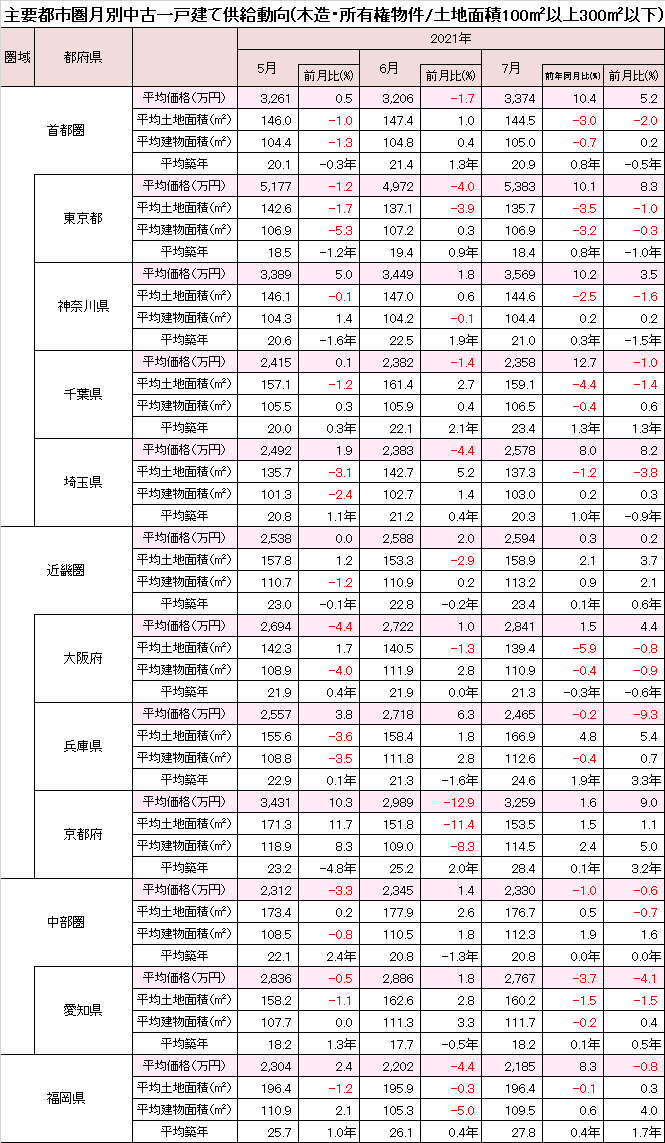 主要都市圏月別中古一戸建て供給動向(木造・所有権物件/土地面積100㎡以上300㎡以下)
圏域 都府県 2021年
5月 前月比(%) 6月 前月比(%) 7月 前年同月比(%) 前月比(%)
首都圏
平均価格(万円) 3,261 0.5 3,206 -1.7 3,374 10.4 5.2
平均土地面積(㎡) 146.0 -1.0 147.4 1.0 144.5 -3.0 -2.0
平均建物面積(㎡) 104.4 -1.3 104.8 0.4 105.0 -0.7 0.2
平均築年 20.1 -0.3年 21.4 1.3年 20.9 0.8年 -0.5年
東京都
平均価格(万円) 5,177 -1.2 4,972 -4.0 5,383 10.1 8.3
平均土地面積(㎡) 142.6 -1.7 137.1 -3.9 135.7 -3.5 -1.0
平均建物面積(㎡) 106.9 -5.3 107.2 0.3 106.9 -3.2 -0.3
平均築年 18.5 -1.2年 19.4 0.9年 18.4 0.8年 -1.0年
神奈川県
平均価格(万円) 3,389 5.0 3,449 1.8 3,569 10.2 3.5
平均土地面積(㎡) 146.1 -0.1 147.0 0.6 144.6 -2.5 -1.6
平均建物面積(㎡) 104.3 1.4 104.2 -0.1 104.4 0.2 0.2
平均築年 20.6 -1.6年 22.5 1.9年 21.0 0.3年 -1.5年
千葉県
平均価格(万円) 2,415 0.1 2,382 -1.4 2,358 12.7 -1.0
平均土地面積(㎡) 157.1 -1.2 161.4 2.7 159.1 -4.4 -1.4
平均建物面積(㎡) 105.5 0.3 105.9 0.4 106.5 -0.4 0.6
平均築年 20.0 0.3年 22.1 2.1年 23.4 1.3年 1.3年
埼玉県
平均価格(万円) 2,492 1.9 2,383 -4.4 2,578 8.0 8.2
平均土地面積(㎡) 135.7 -3.1 142.7 5.2 137.3 -1.2 -3.8
平均建物面積(㎡) 101.3 -2.4 102.7 1.4 103.0 0.2 0.3
平均築年 20.8 1.1年 21.2 0.4年 20.3 1.0年 -0.9年
近畿圏
平均価格(万円) 2,538 0.0 2,588 2.0 2,594 0.3 0.2
平均土地面積(㎡) 157.8 1.2 153.3 -2.9 158.9 2.1 3.7
平均建物面積(㎡) 110.7 -1.2 110.9 0.2 113.2 0.9 2.1
平均築年 23.0 -0.1年 22.8 -0.2年 23.4 0.1年 0.6年
大阪府
平均価格(万円) 2,694 -4.4 2,722 1.0 2,841 1.5 4.4
平均土地面積(㎡) 142.3 1.7 140.5 -1.3 139.4 -5.9 -0.8
平均建物面積(㎡) 108.9 -4.0 111.9 2.8 110.9 -0.4 -0.9
平均築年 21.9 0.4年 21.9 0.0年 21.3 -0.3年 -0.6年
兵庫県
平均価格(万円) 2,557 3.8 2,718 6.3 2,465 -0.2 -9.3
平均土地面積(㎡) 155.6 -3.6 158.4 1.8 166.9 4.8 5.4
平均建物面積(㎡) 108.8 -3.5 111.8 2.8 112.6 -0.4 0.7
平均築年 22.9 0.1年 21.3 -1.6年 24.6 1.9年 3.3年
京都府
平均価格(万円) 3,431 10.3 2,989 -12.9 3,259 1.6 9.0
平均土地面積(㎡) 171.3 11.7 151.8 -11.4 153.5 1.5 1.1
平均建物面積(㎡) 118.9 8.3 109.0 -8.3 114.5 2.4 5.0
平均築年 23.2 -4.8年 25.2 2.0年 28.4 0.1年 3.2年
中部圏
平均価格(万円) 2,312 -3.3 2,345 1.4 2,330 -1.0 -0.6
平均土地面積(㎡) 173.4 0.2 177.9 2.6 176.7 0.5 -0.7
平均建物面積(㎡) 108.5 -0.8 110.5 1.8 112.3 1.9 1.6
平均築年 22.1 2.4年 20.8 -1.3年 20.8 0.0年 0.0年
愛知県
平均価格(万円) 2,836 -0.5 2,886 1.8 2,767 -3.7 -4.1
平均土地面積(㎡) 158.2 -1.1 162.6 2.8 160.2 -1.5 -1.5
平均建物面積(㎡) 107.7 0.0 111.3 3.3 111.7 -0.2 0.4
平均築年 18.2 1.3年 17.7 -0.5年 18.2 0.1年 0.5年
福岡県
平均価格(万円) 2,304 2.4 2,202 -4.4 2,185 8.3 -0.8
平均土地面積(㎡) 196.4 -1.2 195.9 -0.3 196.4 -0.1 0.3
平均建物面積(㎡) 110.9 2.1 105.3 -5.0 109.5 0.6 4.0
平均築年 25.7 1.0年 26.1 0.4年 27.8 0.4年 1.7年